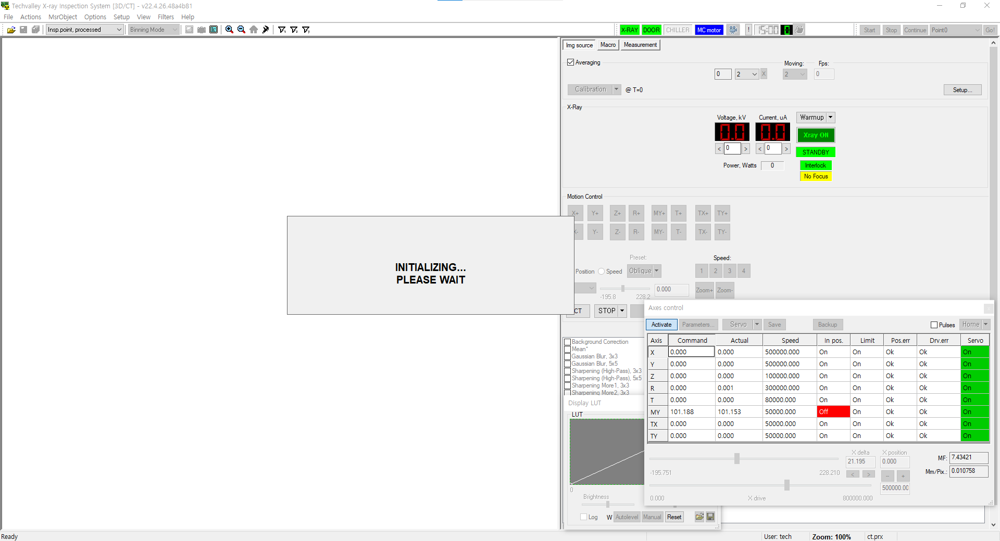 Techvalley X-ray Inspection System [3D/CT] - v22.4.26.48a4b81
File Actions MsrObject Options Setup View Filters Help
Insp.point, processed Binning Mode X-RAY DOOR CHILLER MC motor ! 15:00 0 Start Stop Continue Point0 Go!
Img source Macro Measurement
Averaging
Moving: Fps:
0 2 X 2 0
Calibration @ T=0 Setup...
X-Ray
Voltage, kV Current, uA Warmup
0.0 0.0 Xray ON
< 0 > < 0 > STANDBY
Power, Watts 0 Interlock
No Focus
Motion Control
X+ Y+ Z+ R+ MY+ T+ TX+ TY+
X- Y- Z- R- MY- T- TX- TY-
INITIALIZING...
PLEASE WAIT
Preset: Speed:
Position Speed Oblique 1 2 3 4
0.000 Zoom+ Zoom-
-195.8 228.2
CT STOP
Axes control
Activate Parameters... Servo Save Backup Pulses Home
Axis Command Actual Speed In pos. Limit Pos.err Drv.err Servo
X 0.000 0.000 500000.000 On On Ok Ok On
Y 0.000 0.000 500000.000 On On Ok Ok On
Z 0.000 0.000 100000.000 On On Ok Ok On
R 0.000 0.001 300000.000 On On Ok Ok On
T 0.000 0.000 80000.000 On On Ok Ok On
MY 101.188 101.153 50000.000 Off On Ok Ok On
TX 0.000 0.000 50000.000 On On Ok Ok On
TY 0.000 0.000 50000.000 On On Ok Ok On
X delta X position
21.195 0.000 MF: 7.43421
-195.751 228.210 < > - + Mm/Pix.: 0.010758
500000.00
0.000 X drive 800000.000
Background Correction
Mean*
Gaussian Blur, 3x3
Gaussian Blur, 5x5
Sharpening (High-Pass), 3x3
Sharpening (High-Pass), 5x5
Sharpening More1, 3x3
Sharpening More2, 3x3
Display LUT
LUT
0
Brightness
Log W Autolevel Manual Reset
Ready User: tech Zoom: 100% ct.prx